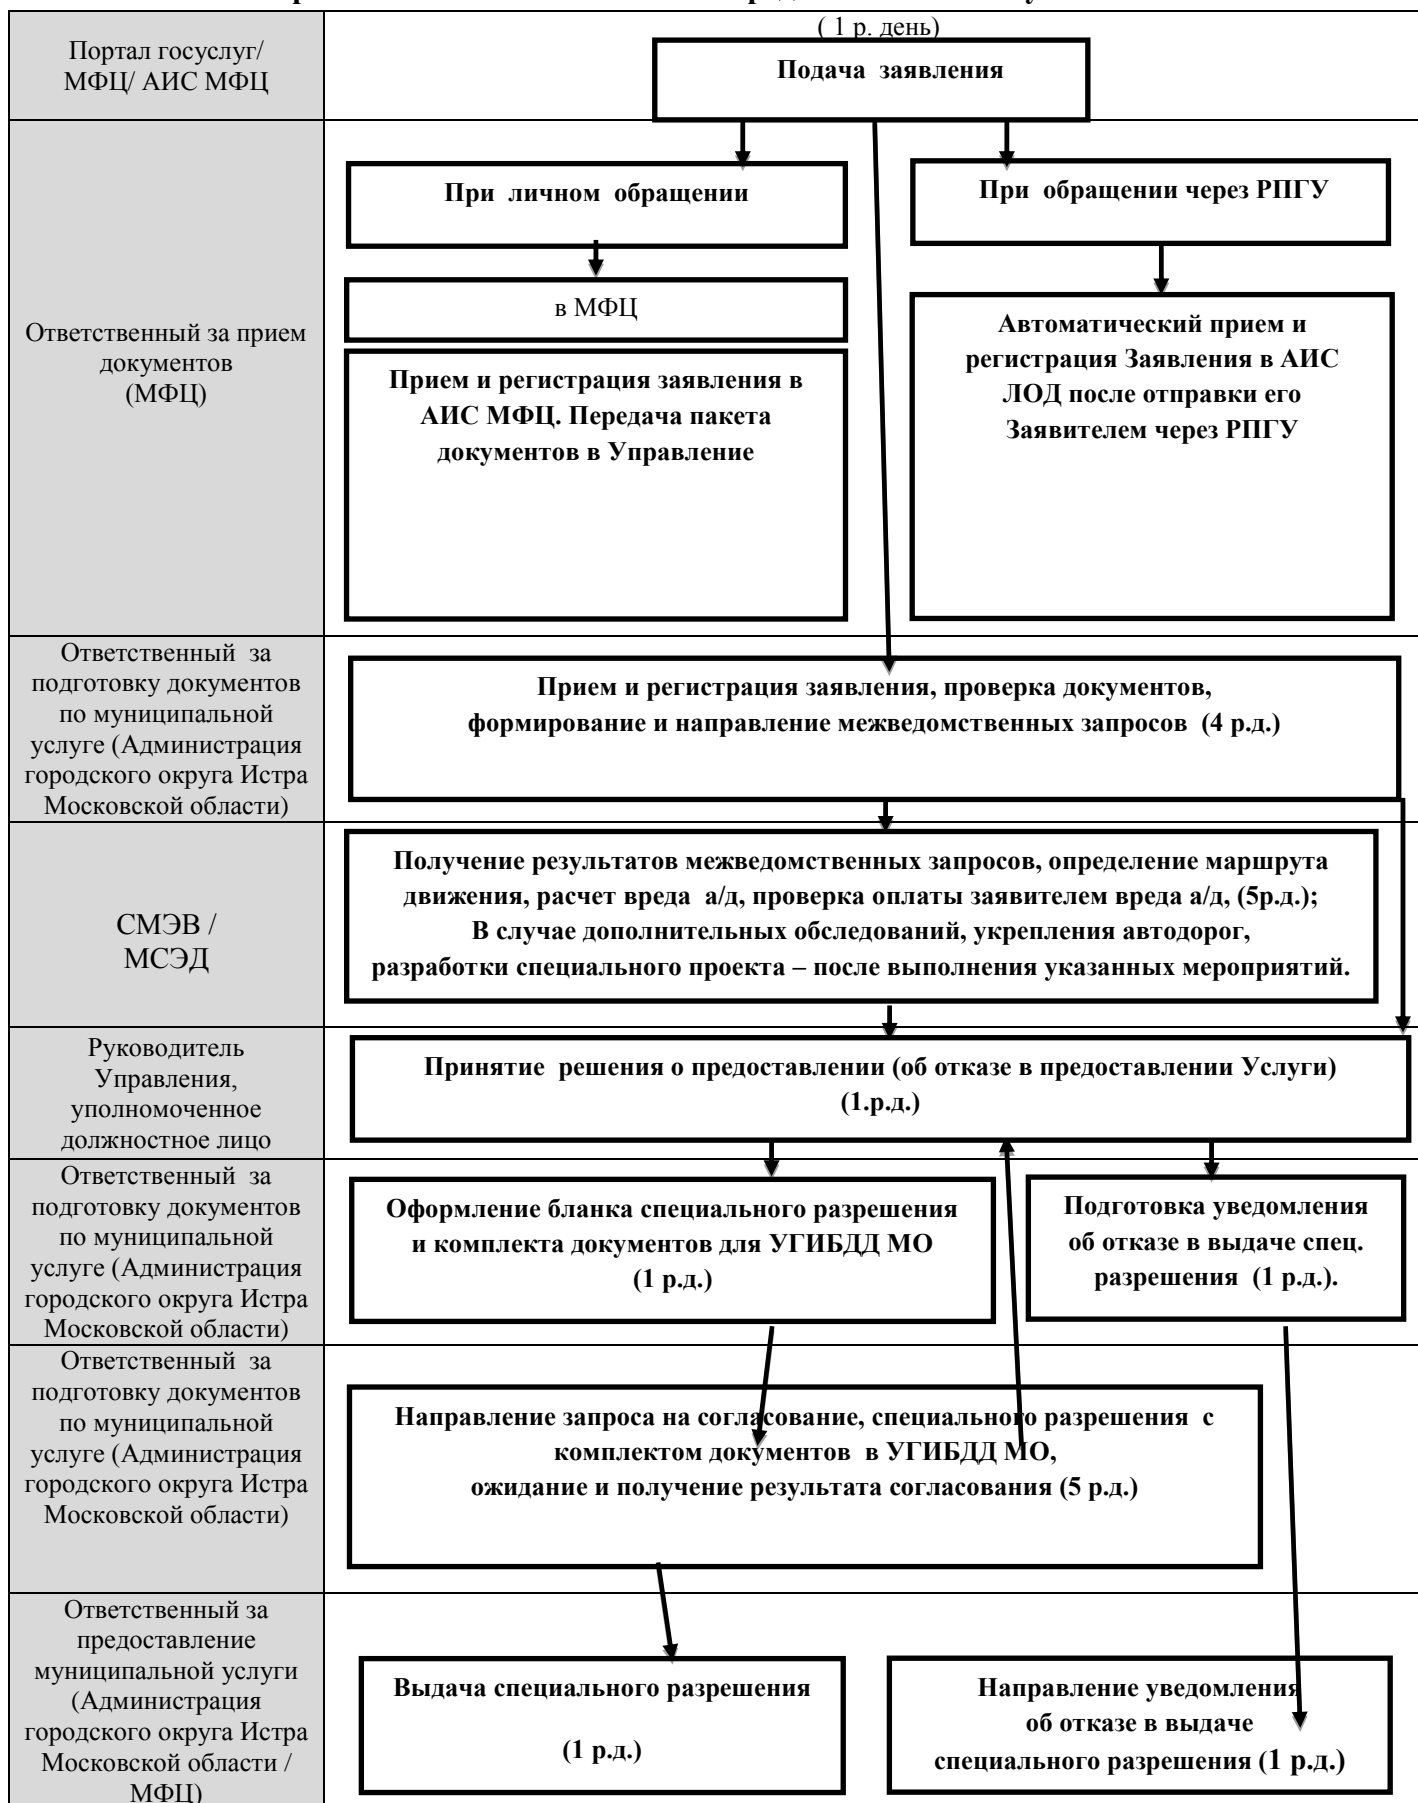 ( 1 р. день)
Портал госуслуг/
МФЦ/ АИС МФЦ
Подача заявления
Ответственный за прием
документов
(МФЦ)
При личном обращении
При обращении через РПГУ
в МФЦ
Прием и регистрация заявления в
АИС МФЦ. Передача пакета
документов в Управление
Автоматический прием и
регистрация Заявления в АИС
ЛОД после отправки его
Заявителем через РПГУ
Ответственный за
подготовку документов
по муниципальной
услуге (Администрация
городского округа Истра
Московской области)
Прием и регистрация заявления, проверка документов,
формирование и направление межведомственных запросов (4 р.д.)
СМЭВ /
МСЭД
Получение результатов межведомственных запросов, определение маршрута
движения, расчет вреда а/д, проверка оплаты заявителем вреда а/д, (5р.д.);
В случае дополнительных обследований, укрепления автодорог,
разработки специального проекта – после выполнения указанных мероприятий.
Руководитель
Управления,
уполномоченное
должностное лицо
Принятие решения о предоставлении (об отказе в предоставлении Услуги)
(1.р.д.)
Ответственный за
подготовку документов
по муниципальной
услуге (Администрация
городского округа Истра
Московской области)
Оформление бланка специального разрешения
и комплекта документов для УГИБДД МО
(1 р.д.)
Подготовка уведомления
об отказе в выдаче спец.
разрешения (1 р.д.).
Ответственный за
подготовку документов
по муниципальной
услуге (Администрация
городского округа Истра
Московской области)
Направление запроса на согласование, специального разрешения с
комплектом документов в УГИБДД МО,
ожидание и получение результата согласования (5 р.д.)
Ответственный за
предоставление
муниципальной услуги
(Администрация
городского округа Истра
Московской области /
МФЦ)
Выдача специального разрешения
(1 р.д.)
Направление уведомления
об отказе в выдаче
специального разрешения (1 р.д.)